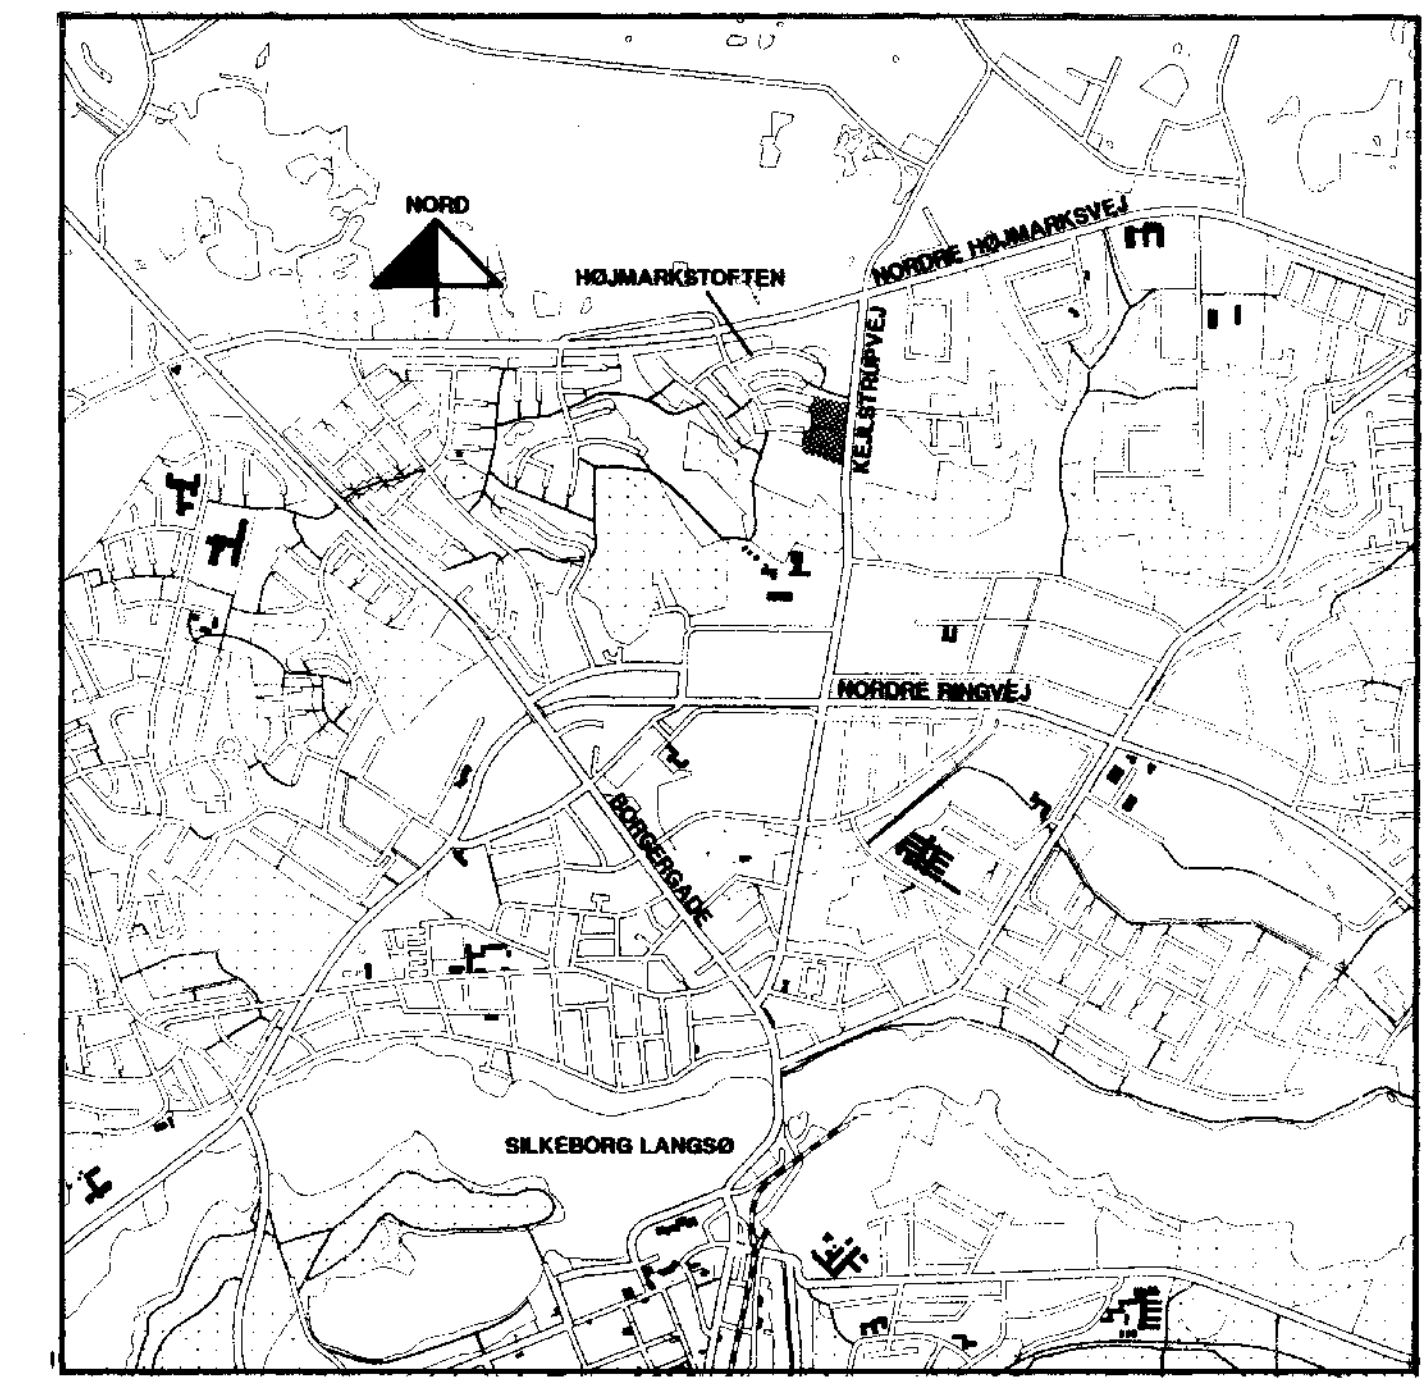 NORD
NORDRE HØJMARKSVEJ
HØJMARKSTOFTEN
KEJLSTRUPVEJ
NORDRE RINGVEJ
BORGERGADE
SILKEBORG LANGSØ